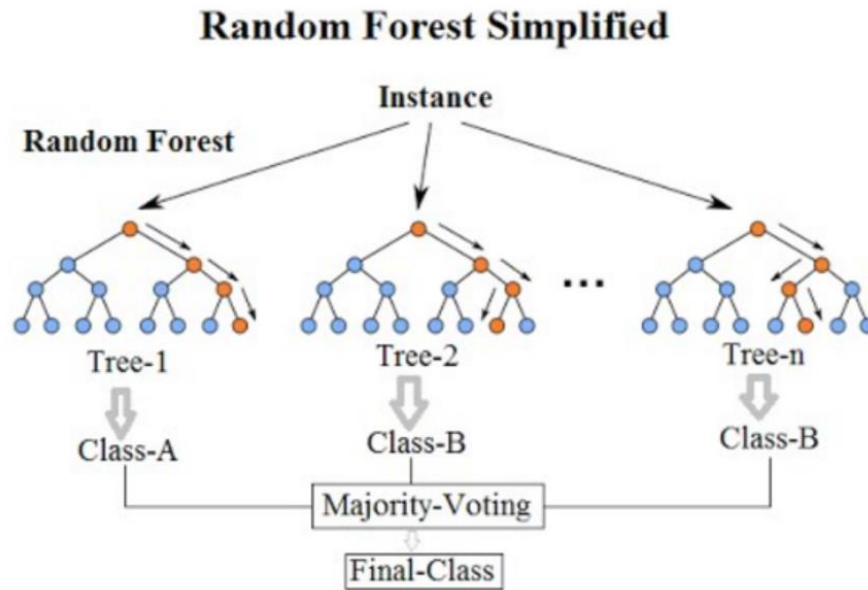 Random Forest Simplified
Instance
Random Forest
...
Tree-1
Tree-2
Tree-n
Class-A
Class-B
Class-B
Majority-Voting
Final-Class